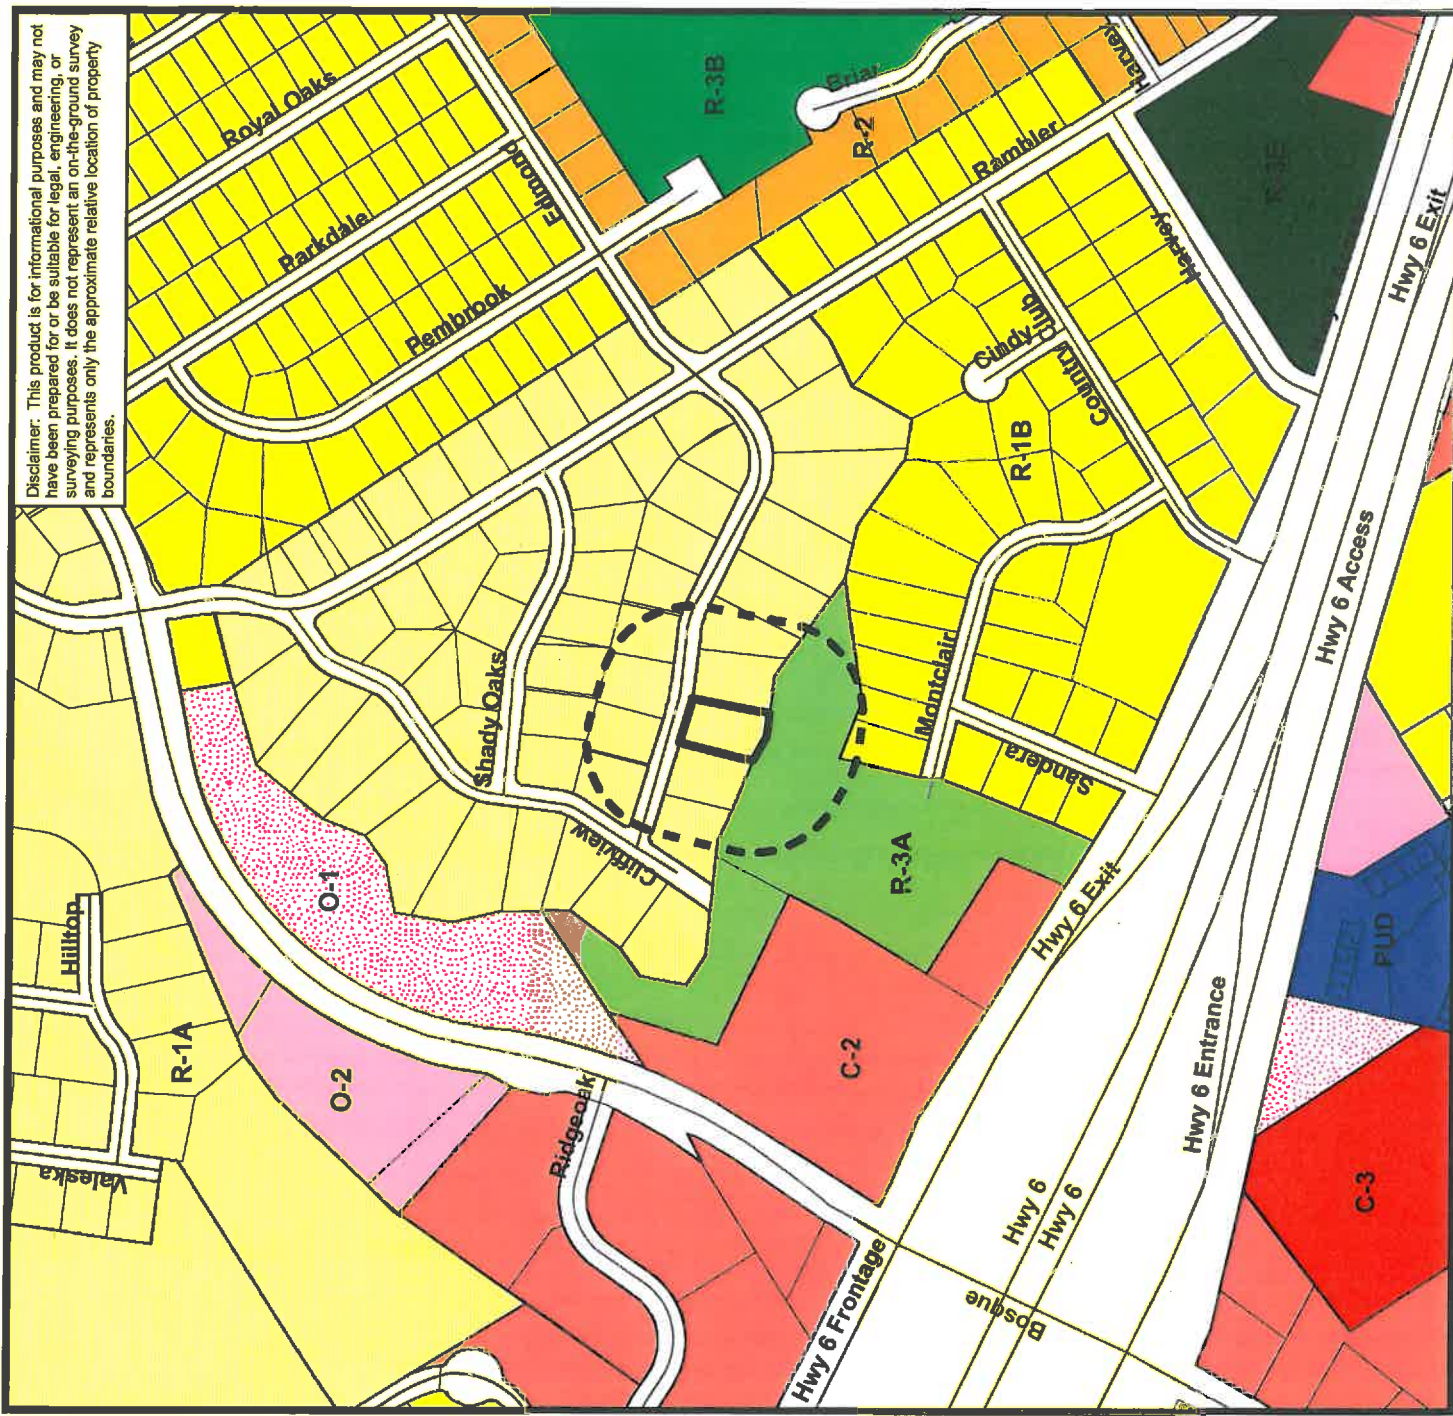 Disclaimer: This product is for informational purposes and may not
have been prepared for or be suitable for legal, engineering, or
surveying purposes. It does not represent an on-the-ground survey
and represents only the approximate relative location of property
boundaries.
Royal Oaks
Parkdale
Pembrook
Edmond
R-3B
Briar
R-2
Harvey
Rambler
Harvey
Cindy
Club
Country
R-1B
Hwy 6 Exit
Hwy 6 Access
Shady Oaks
Montclair
Sandera
Cliffview
O-1
R-3A
Hwy 6 Exit
Hilltop
R-1A
O-2
C-2
PUD
Hwy 6 Entrance
Valeska
Ridgeoak
Hwy 6
Hwy 6
C-3
Hwy 6 Frontage
Bosque